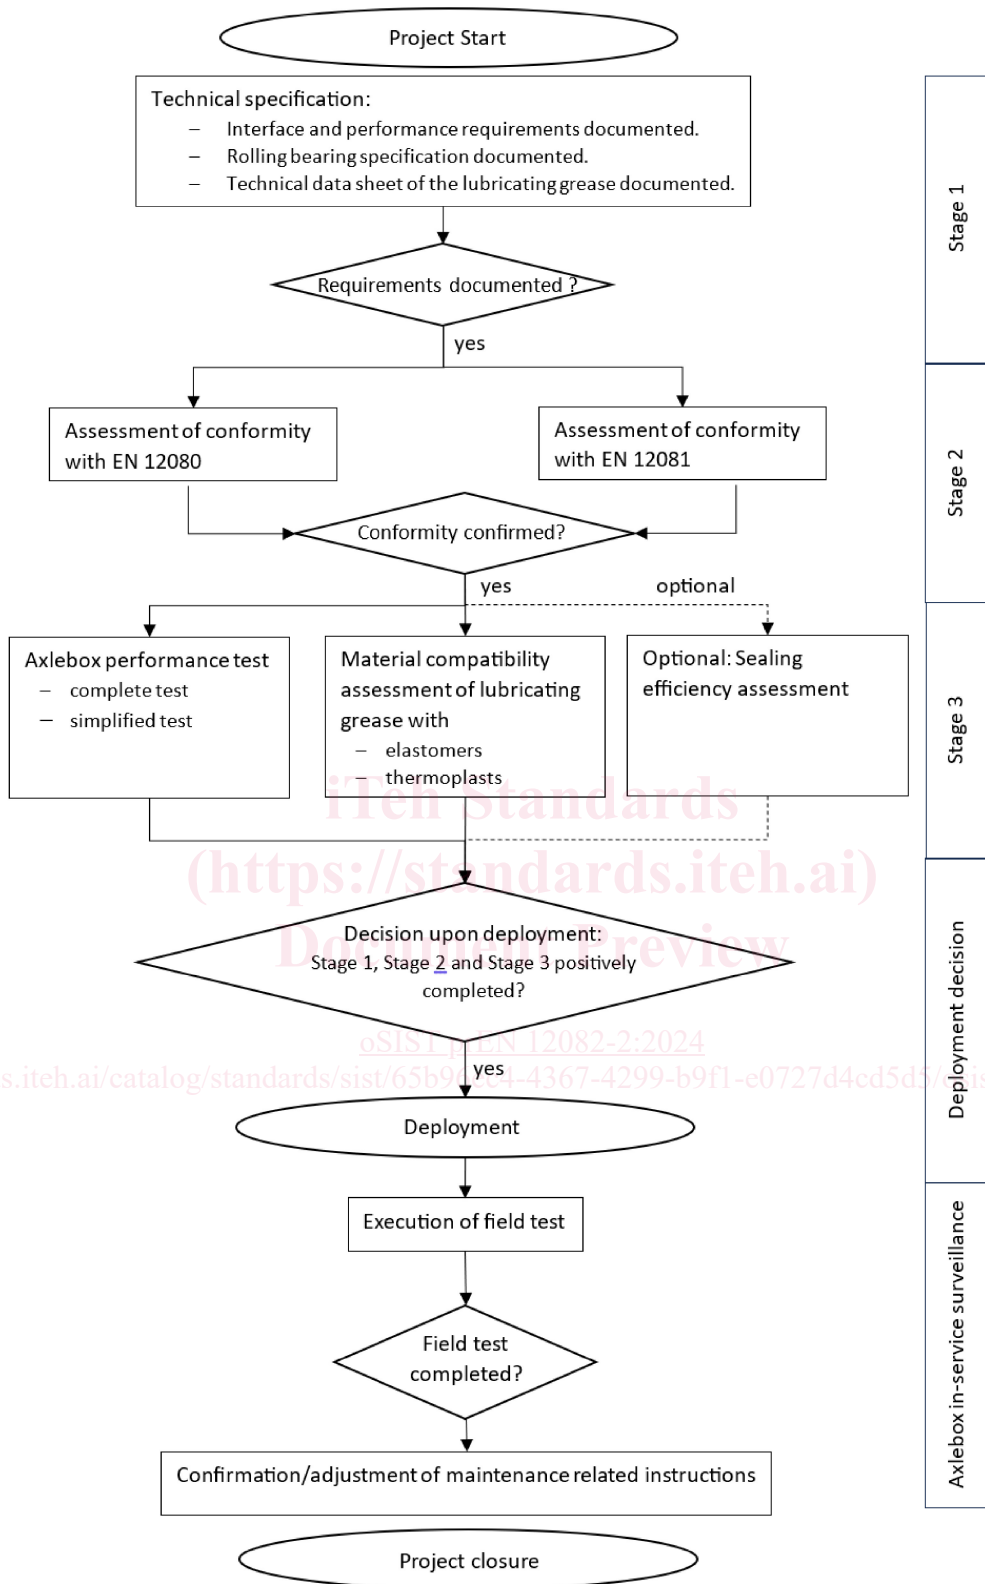 Project Start
Technical specification:
– Interface and performance requirements documented.
– Rolling bearing specification documented.
– Technical data sheet of the lubricating grease documented.
Stage 1
Requirements documented ?
yes
Assessment of conformity
with EN 12080
Assessment of conformity
with EN 12081
Stage 2
Conformity confirmed?
yes
optional
Axlebox performance test
– complete test
– simplified test
Material compatibility
assessment of lubricating
grease with
– elastomers
– thermoplasts
Optional: Sealing
efficiency assessment
Stage 3
iTeh Standards
(https://standards.iteh.ai)
Document Preview
Decision upon deployment:
Stage 1, Stage 2 and Stage 3 positively
completed?
Deployment decision
oSIST prEN 12082-2:2024
yes
Deployment
Execution of field test
Field test
completed?
Axlebox in-service surveillance
Confirmation/adjustment of maintenance related instructions
Project closure